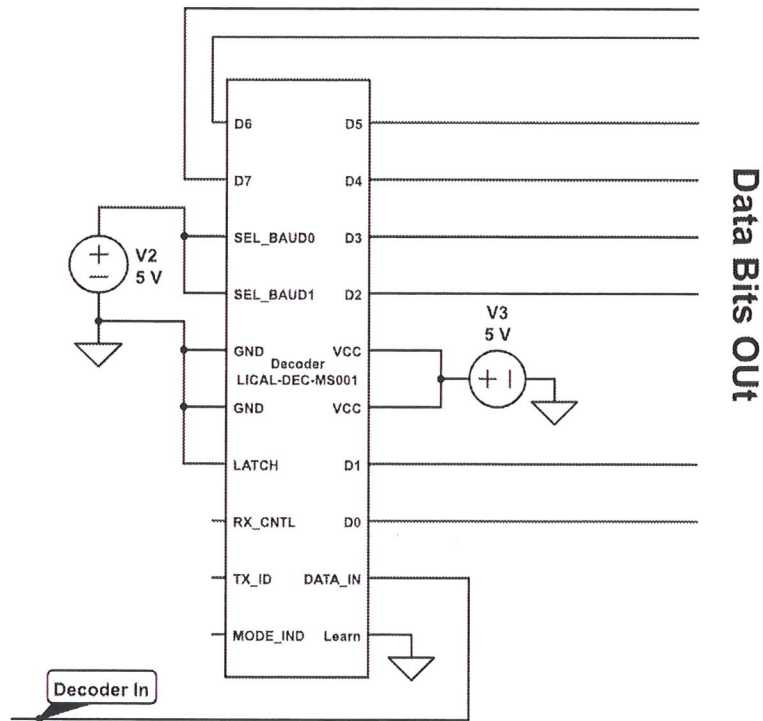 D6 D5
D7 D4
SEL_BAUD0 D3
V2
5 V
SEL_BAUD1 D2
V3
5 V
GND VCC
Decoder
LICAL-DEC-MS001
GND VCC
LATCH D1
RX_CNTL D0
TX_ID DATA_IN
MODE_IND Learn
Decoder In
Data Bits OUt